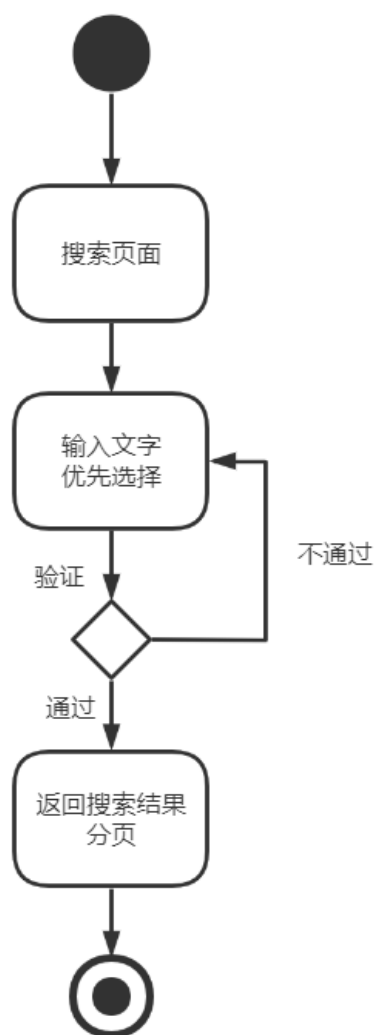 搜索页面
输入文字
优先选择
不通过
验证
通过
返回搜索结果
分页